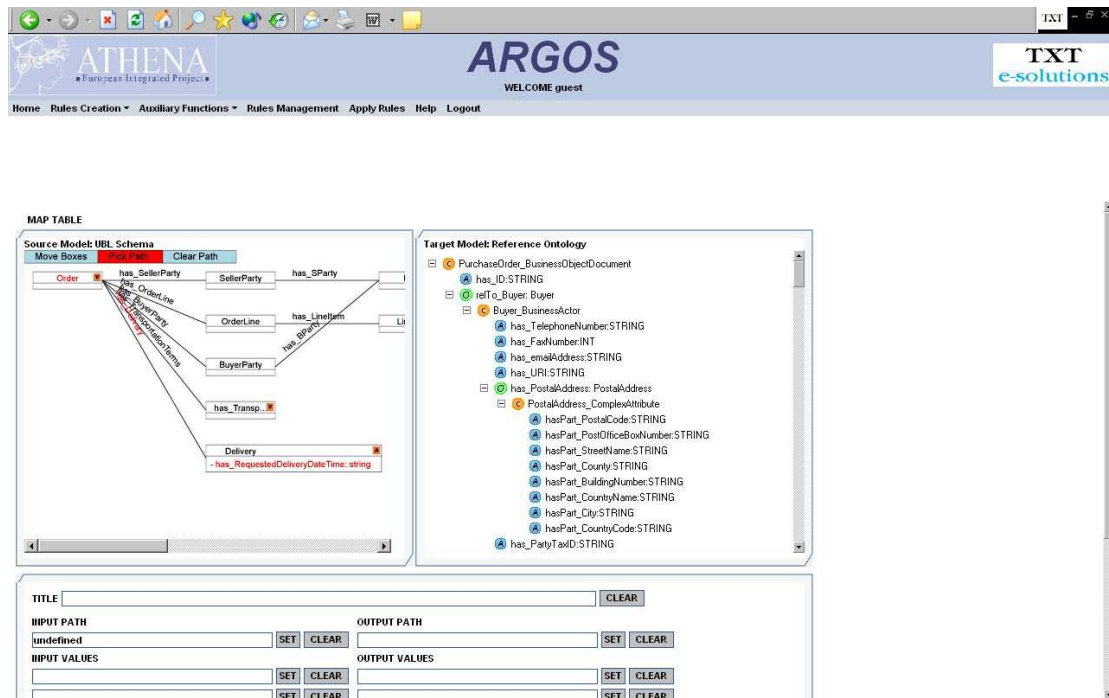 TXT
ATHENA
European Integrated Project
ARGOS
WELCOME guest
TXT
e-solutions
Home Rules Creation Auxiliary Functions Rules Management Apply Rules Help Logout
MAP TABLE
Source Model: UBL Schema
Move Boxes Pick Path Clear Path
Order
has_SellerParty
SellerParty
has_SParty
has_OrderLine
OrderLine
has_LineItem
Li
has_BuyerParty
BuyerParty
has_BParty
has_TransportationTerms
has_Transp...
Delivery
- has_RequestedDeliveryDateTime: string
Target Model: Reference Ontology
PurchaseOrder_BusinessObjectDocument
has_ID:STRING
relTo_Buyer: Buyer
Buyer_BusinessActor
has_TelephoneNumber:STRING
has_FaxNumber:INT
has_emailAddress:STRING
has_URI:STRING
has_PostalAddress: PostalAddress
PostalAddress_ComplexAttribute
hasPart_PostalCode:STRING
hasPart_PostOfficeBoxNumber:STRING
hasPart_StreetName:STRING
hasPart_County:STRING
hasPart_BuildingNumber:STRING
hasPart_CountryName:STRING
hasPart_City:STRING
hasPart_CountryCode:STRING
has_PartyTaxID:STRING
TITLE CLEAR
INPUT PATH OUTPUT PATH
undefined SET CLEAR SET CLEAR
INPUT VALUES OUTPUT VALUES
SET CLEAR SET CLEAR
SET CLEAR SET CLEAR